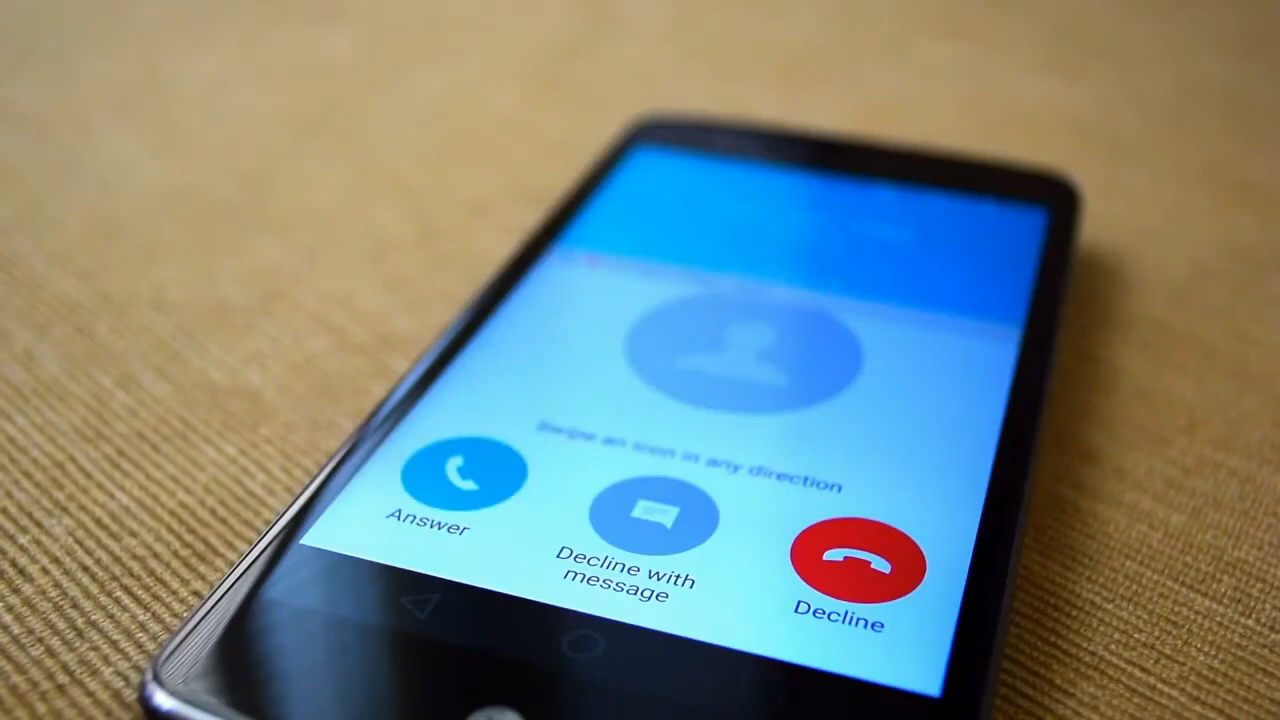 Swipe an icon in any direction
Answer
Decline with
message
Decline